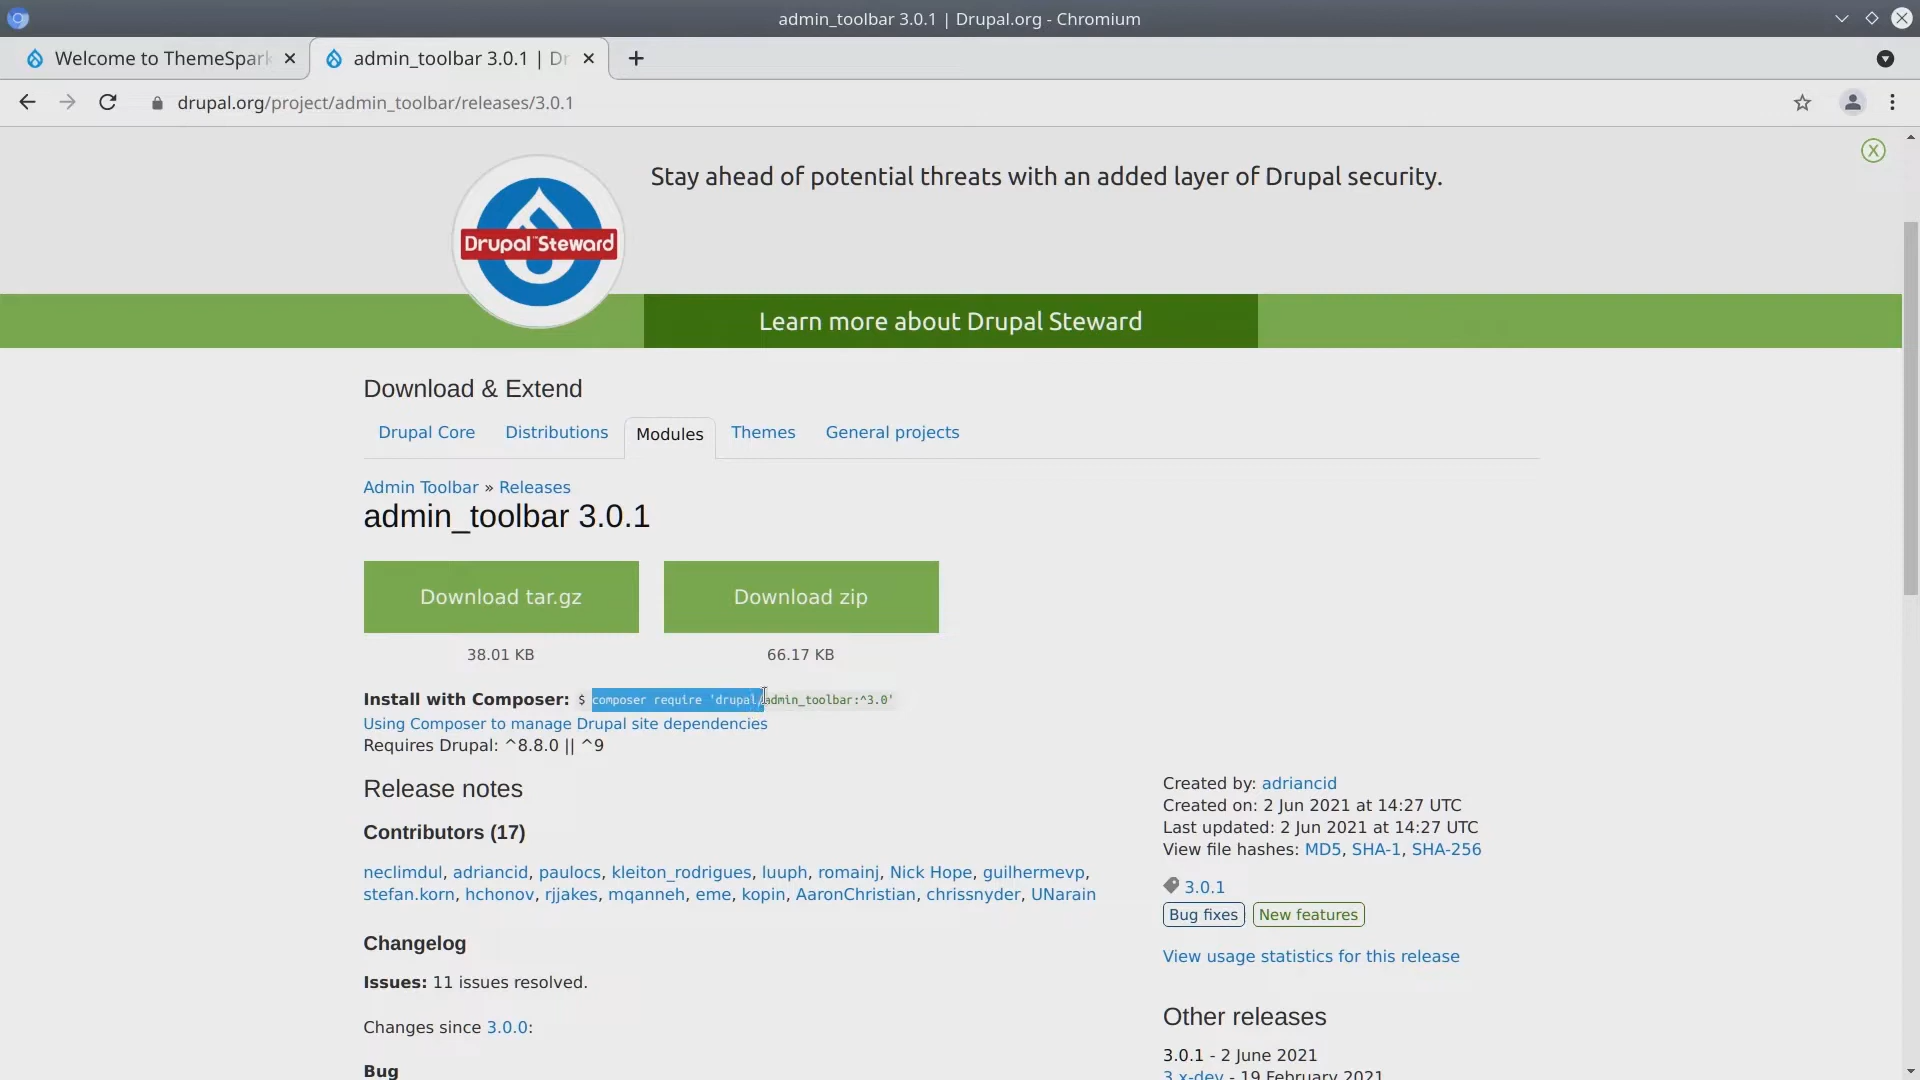 admin_toolbar 3.0.1 | Drupal.org - Chromium
Welcome to ThemeSpark
admin_toolbar 3.0.1 | Dr
drupal.org/project/admin_toolbar/releases/3.0.1
Stay ahead of potential threats with an added layer of Drupal security.
Drupal™Steward
Learn more about Drupal Steward
Download & Extend
Drupal Core Distributions Modules Themes General projects
Admin Toolbar » Releases
admin_toolbar 3.0.1
Download tar.gz Download zip
38.01 KB 66.17 KB
Install with Composer: $ composer require 'drupal/admin_toolbar:^3.0'
Using Composer to manage Drupal site dependencies
Requires Drupal: ^8.8.0 || ^9
Release notes
Contributors (17)
neclimdul, adriancid, paulocs, kleiton_rodrigues, luuph, romainj, Nick Hope, guilhermevp,
stefan.korn, hchonov, rjjakes, mqanneh, eme, kopin, AaronChristian, chrissnyder, UNarain
Changelog
Issues: 11 issues resolved.
Changes since 3.0.0:
Bug
Created by: adriancid
Created on: 2 Jun 2021 at 14:27 UTC
Last updated: 2 Jun 2021 at 14:27 UTC
View file hashes: MD5, SHA-1, SHA-256
3.0.1
Bug fixes New features
View usage statistics for this release
Other releases
3.0.1 - 2 June 2021
3.x-dev - 19 February 2021